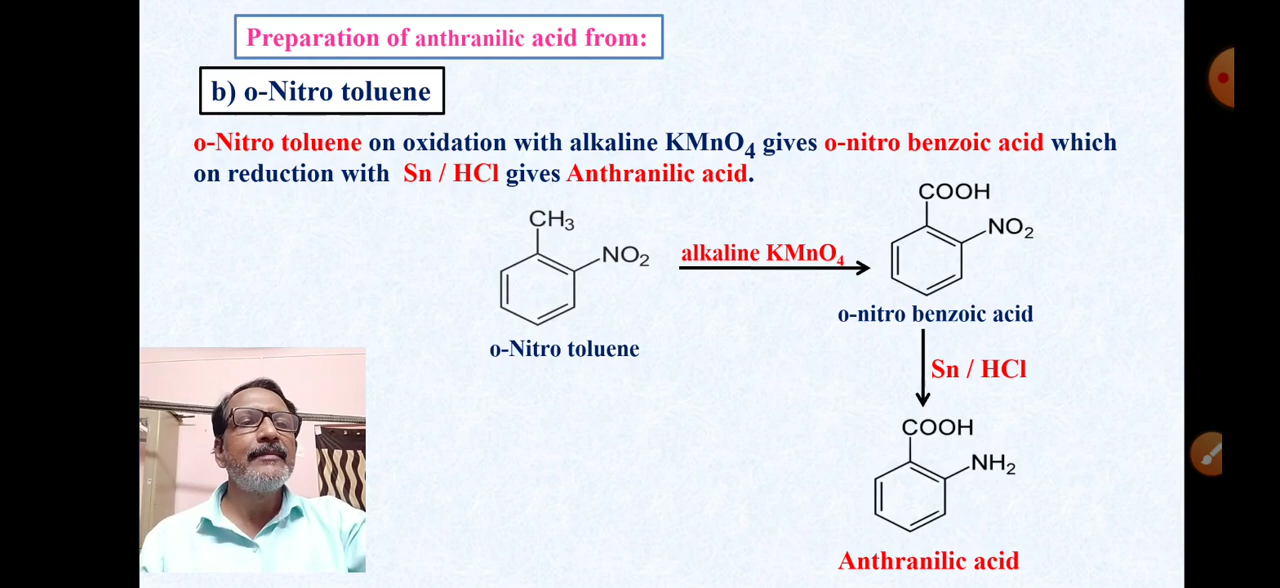 Preparation of anthranilic acid from:
b) o-Nitro toluene
o-Nitro toluene on oxidation with alkaline KMnO₄ gives o-nitro benzoic acid which
on reduction with Sn / HCl gives Anthranilic acid.
CH₃
NO₂
o-Nitro toluene
alkaline KMnO₄
COOH
NO₂
o-nitro benzoic acid
Sn / HCl
COOH
NH₂
Anthranilic acid